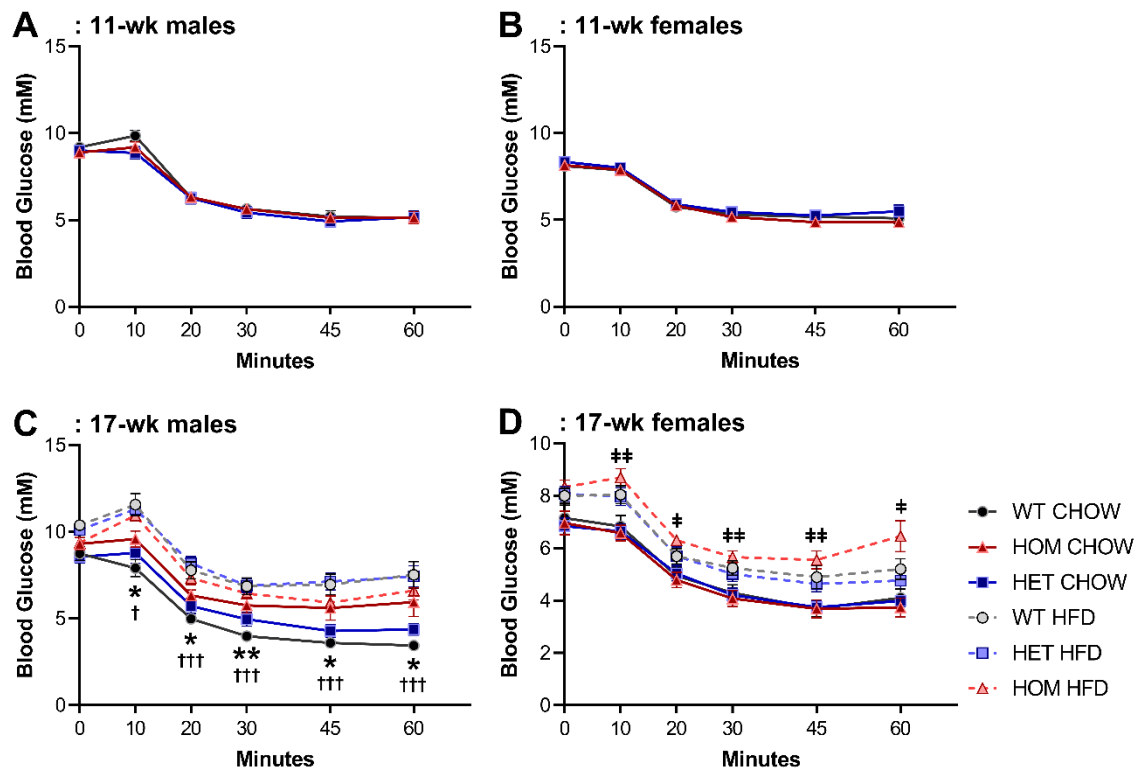 A : 11-wk males
15
10
5
0
Blood Glucose (mM)
0 10 20 30 45 60
Minutes
B : 11-wk females
15
10
5
0
Blood Glucose (mM)
0 10 20 30 45 60
Minutes
C : 17-wk males
15
10
5
0
Blood Glucose (mM)
* * ** * *
† ††† ††† ††† †††
0 10 20 30 45 60
Minutes
D : 17-wk females
10
8
6
4
2
0
Blood Glucose (mM)
‡‡ ‡ ‡‡ ‡‡ ‡
0 10 20 30 45 60
Minutes
WT CHOW
HOM CHOW
HET CHOW
WT HFD
HET HFD
HOM HFD